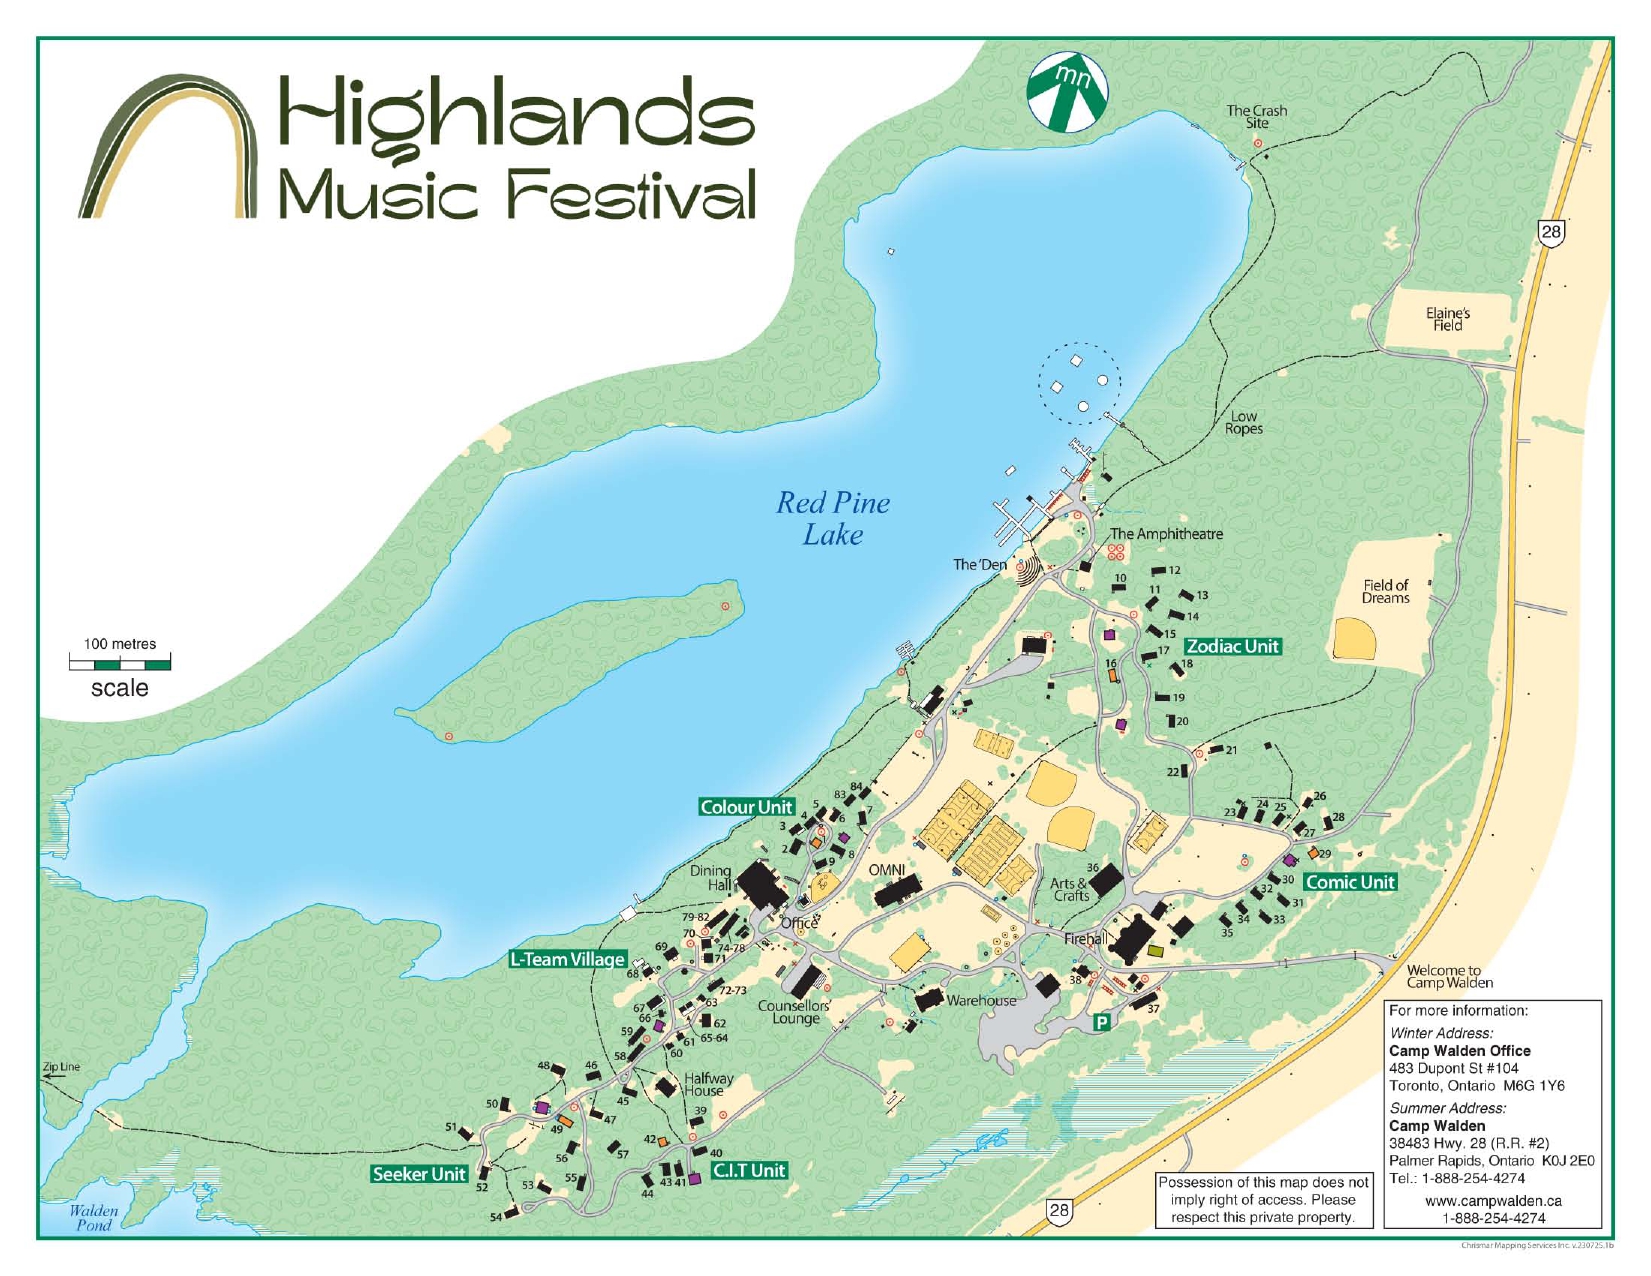 Highlands
Music Festival
mn
The Crash
Site
28
Elaine's
Field
Low
Ropes
Red Pine
Lake
The Amphitheatre
The 'Den
Field of
Dreams
10
12
11
13
14
15
Zodiac Unit
17
16
18
19
20
21
22
100 metres
scale
Colour Unit
84
83
5
4
3
6
7
2
8
9
26
23
24
25
28
27
29
30
Comic Unit
32
31
34
33
35
Dining
Hall
OMNI
36
Arts &
Crafts
Office
Firehall
79-82
70
74-78
71
69
L-Team Village
68
72-73
63
67
66
62
65-64
59
61
60
58
Counsellors'
Lounge
Warehouse
38
37
P
Welcome to
Camp Walden
Zip Line
48
46
Halfway
House
45
50
49
47
39
51
42
56
57
40
Seeker Unit
C.I.T Unit
52
53
55
43
41
44
54
Walden
Pond
28
For more information:
Winter Address:
Camp Walden Office
483 Dupont St #104
Toronto, Ontario M6G 1Y6
Summer Address:
Camp Walden
38483 Hwy. 28 (R.R. #2)
Palmer Rapids, Ontario K0J 2E0
Tel.: 1-888-254-4274
www.campwalden.ca
1-888-254-4274
Possession of this map does not
imply right of access. Please
respect this private property.
Chrismar Mapping Services Inc. v.230725.1b